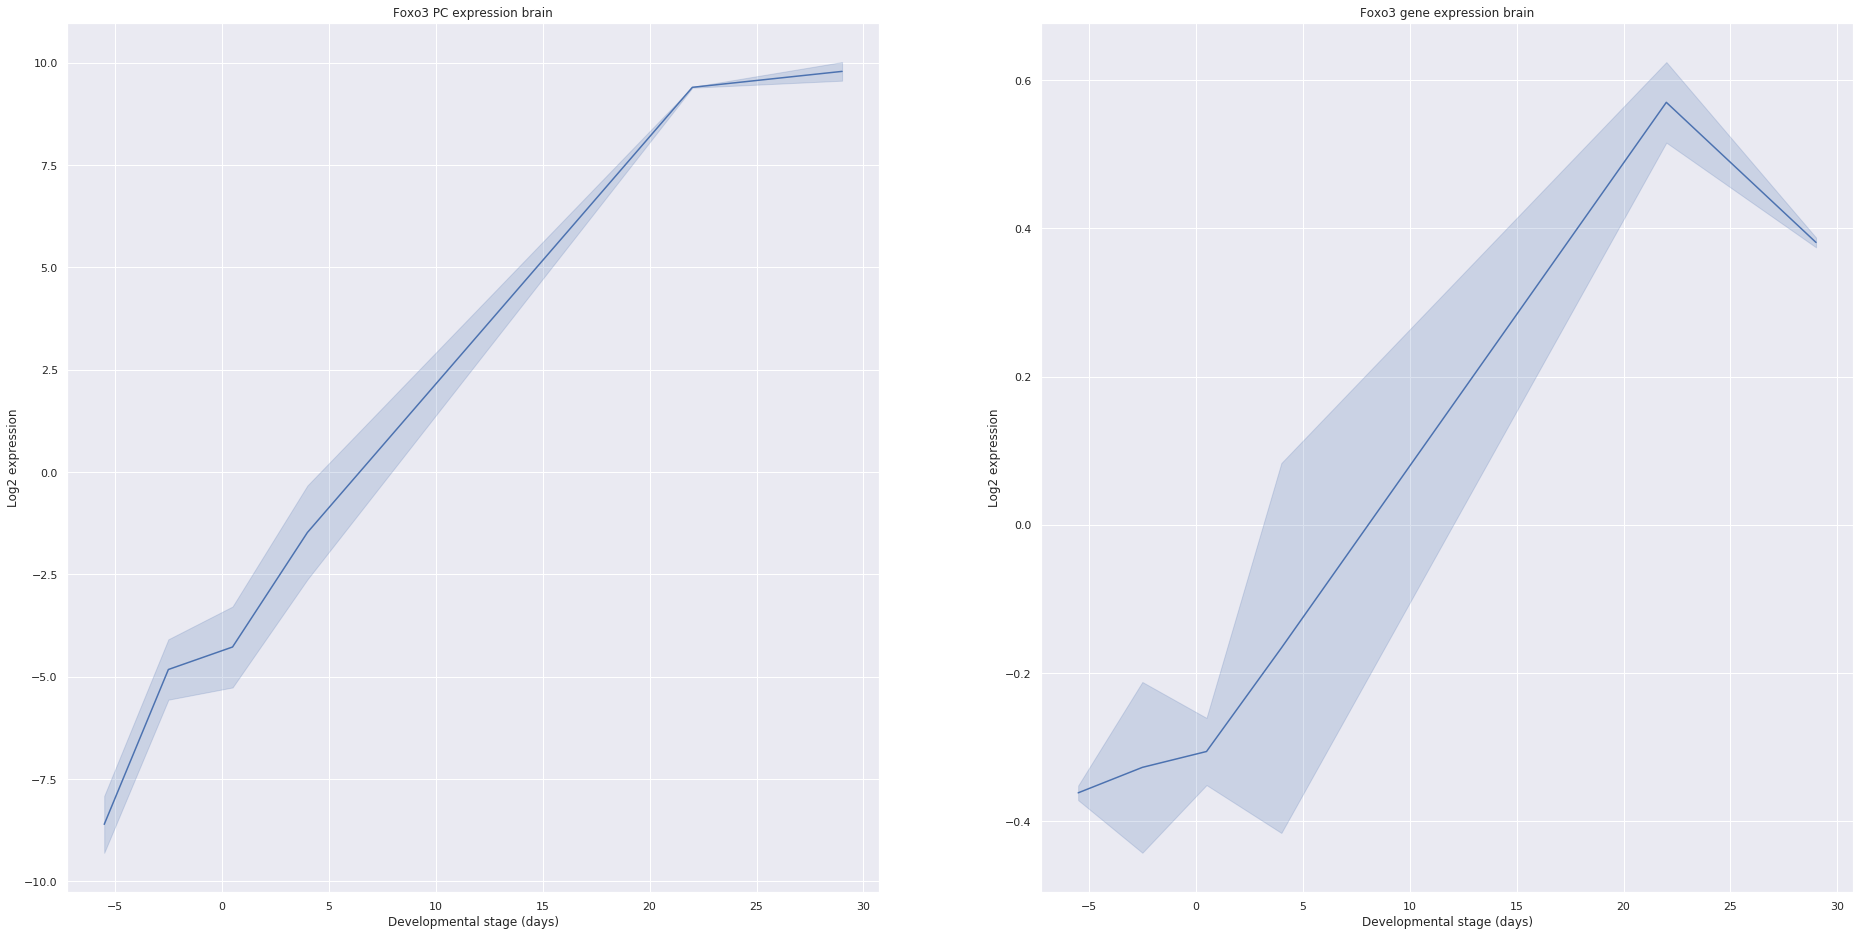 Foxo3 PC expression brain
10.0
7.5
5.0
2.5
0.0
−2.5
−5.0
−7.5
−10.0
Log2 expression
−5 0 5 10 15 20 25 30
Developmental stage (days)
Foxo3 gene expression brain
0.6
0.4
0.2
0.0
−0.2
−0.4
Log2 expression
−5 0 5 10 15 20 25 30
Developmental stage (days)